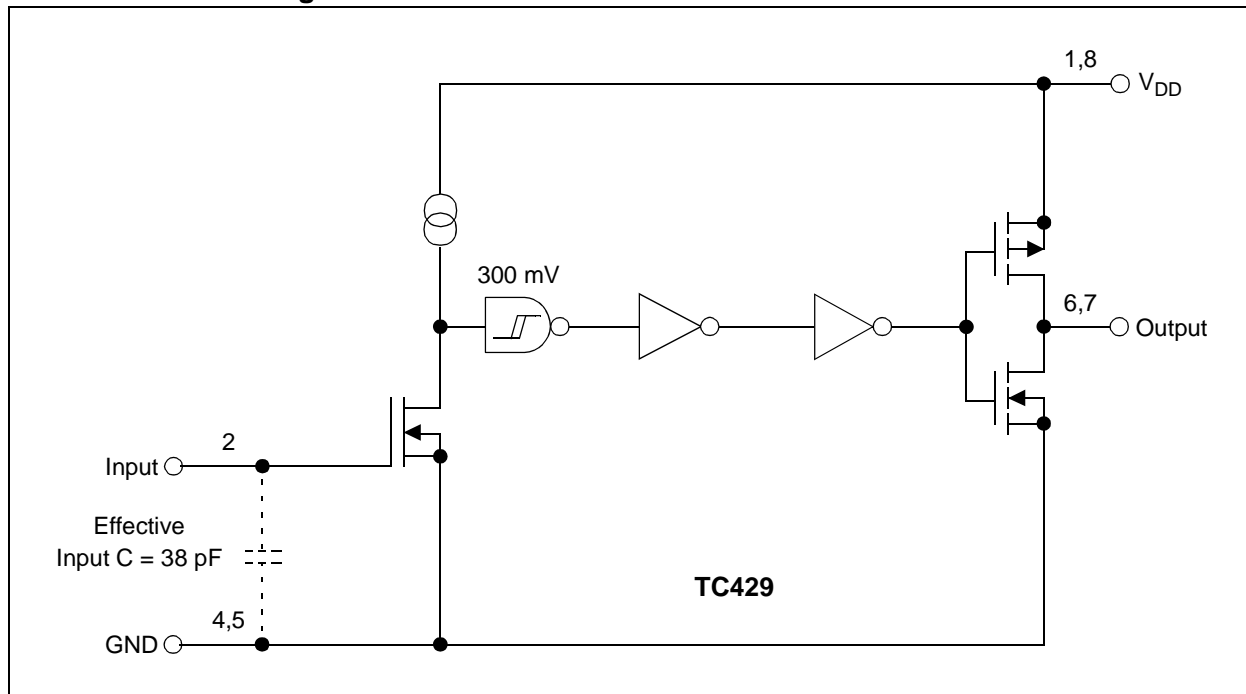 1,8
V_DD
300 mV
6,7
Output
2
Input
Effective
Input C = 38 pF
TC429
4,5
GND